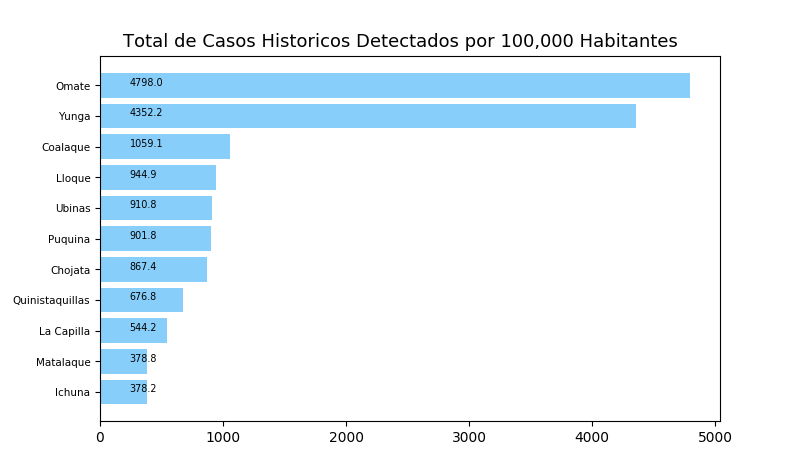 Total de Casos Historicos Detectados por 100,000 Habitantes
Omate 4798.0
Yunga 4352.2
Coalaque 1059.1
Lloque 944.9
Ubinas 910.8
Puquina 901.8
Chojata 867.4
Quinistaquillas 676.8
La Capilla 544.2
Matalaque 378.8
Ichuna 378.2
0 1000 2000 3000 4000 5000